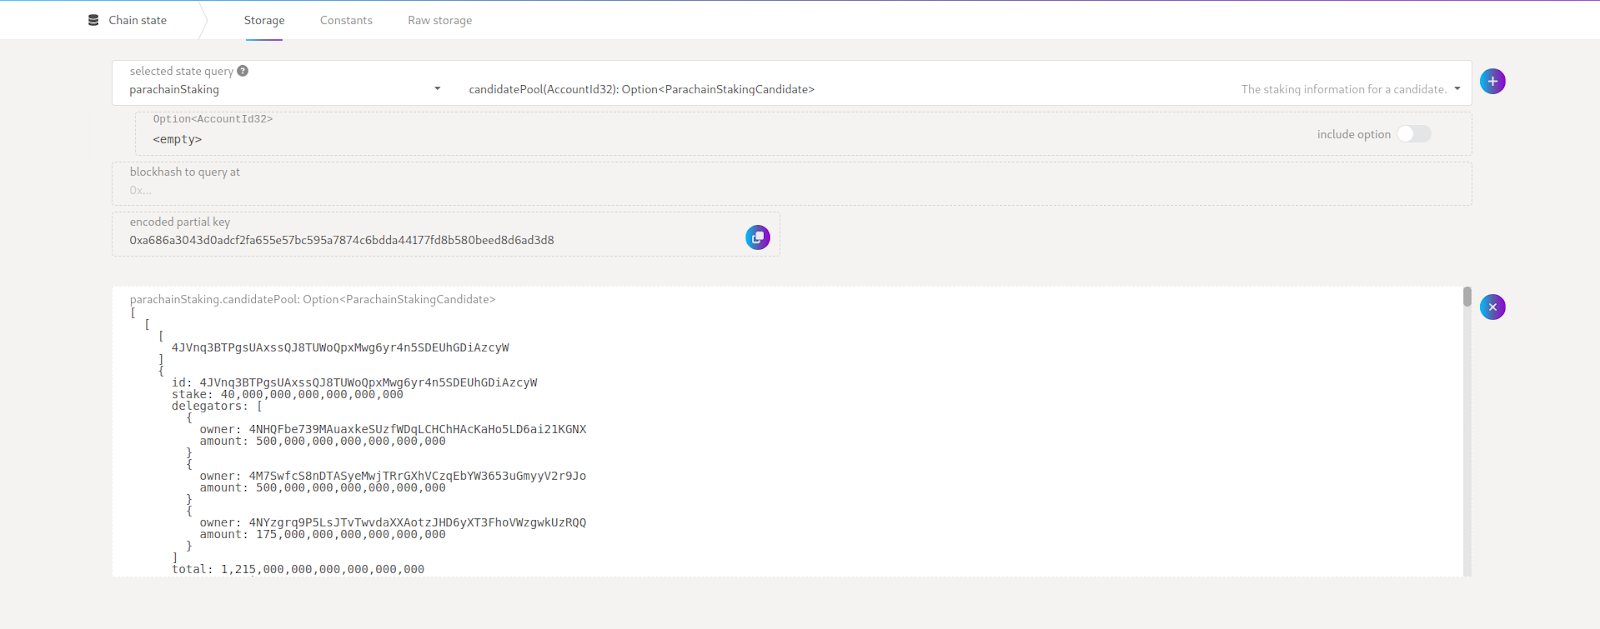 Chain state
Storage
Constants
Raw storage
selected state query
parachainStaking
candidatePool(AccountId32): Option<ParachainStakingCandidate>
The staking information for a candidate.
Option<AccountId32>
<empty>
include option
blockhash to query at
0x...
encoded partial key
0xa686a3043d0adcf2fa655e57bc595a7874c6bdda44177fd8b580beed8d6ad3d8
parachainStaking.candidatePool: Option<ParachainStakingCandidate>
[
[
[
4JVnq3BTPgsUAxssQJ8TUWoQpxMwg6yr4n5SDEUhGDiAzcyW
]
{
id: 4JVnq3BTPgsUAxssQJ8TUWoQpxMwg6yr4n5SDEUhGDiAzcyW
stake: 40,000,000,000,000,000,000
delegators: [
{
owner: 4NHQFbe739MAuaxkeSUzfWDqLCHChHAcKaHo5LD6ai21KGNX
amount: 500,000,000,000,000,000,000
}
{
owner: 4M7SwfcS8nDTASyeMwjTRrGXhVCzqEbYW3653uGmyyV2r9Jo
amount: 500,000,000,000,000,000,000
}
{
owner: 4NYzgrq9P5LsJTvTwvdaXXAotzJHD6yXT3FhoVWzgwkUzRQQ
amount: 175,000,000,000,000,000,000
}
]
total: 1,215,000,000,000,000,000,000